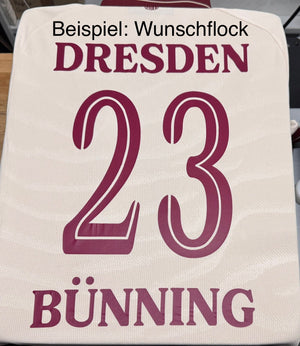 Beispiel: Wunschflock
DRESDEN
23
BÜNNING